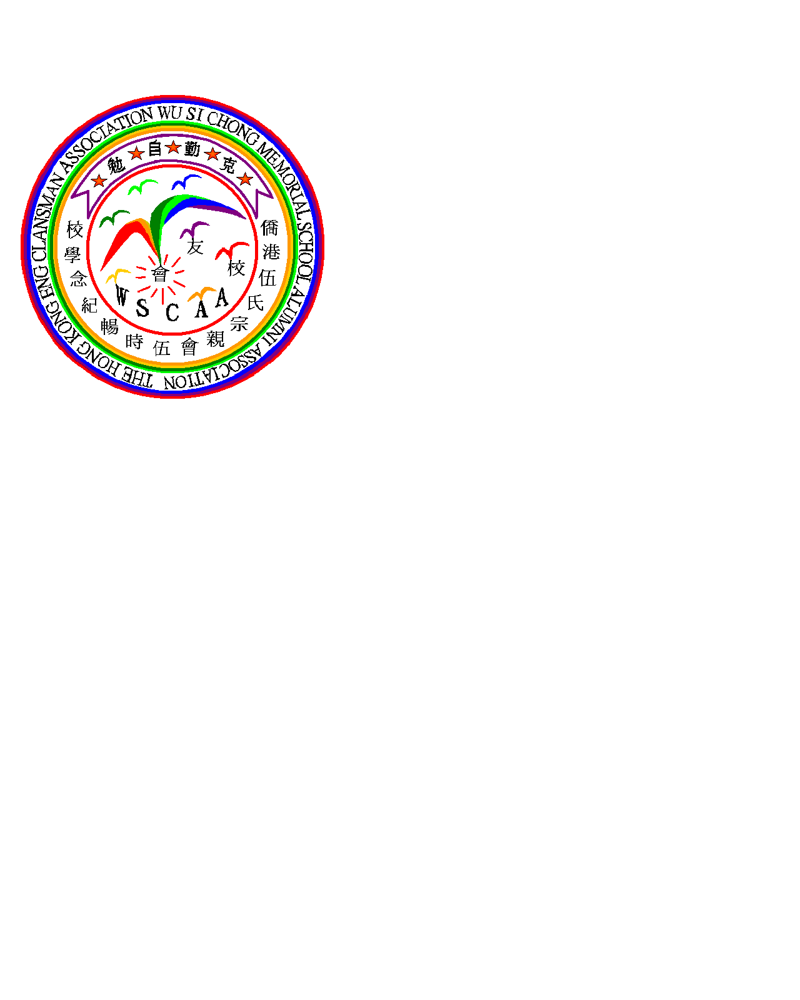 THE HONG KONG ENG CLANSMAN ASSOCIATION WU SI CHONG MEMORIAL SCHOOL ALUMNI ASSOCIATION
克勤自勉
僑港伍氏宗親會伍時暢紀念學校
校友會
WSCAA